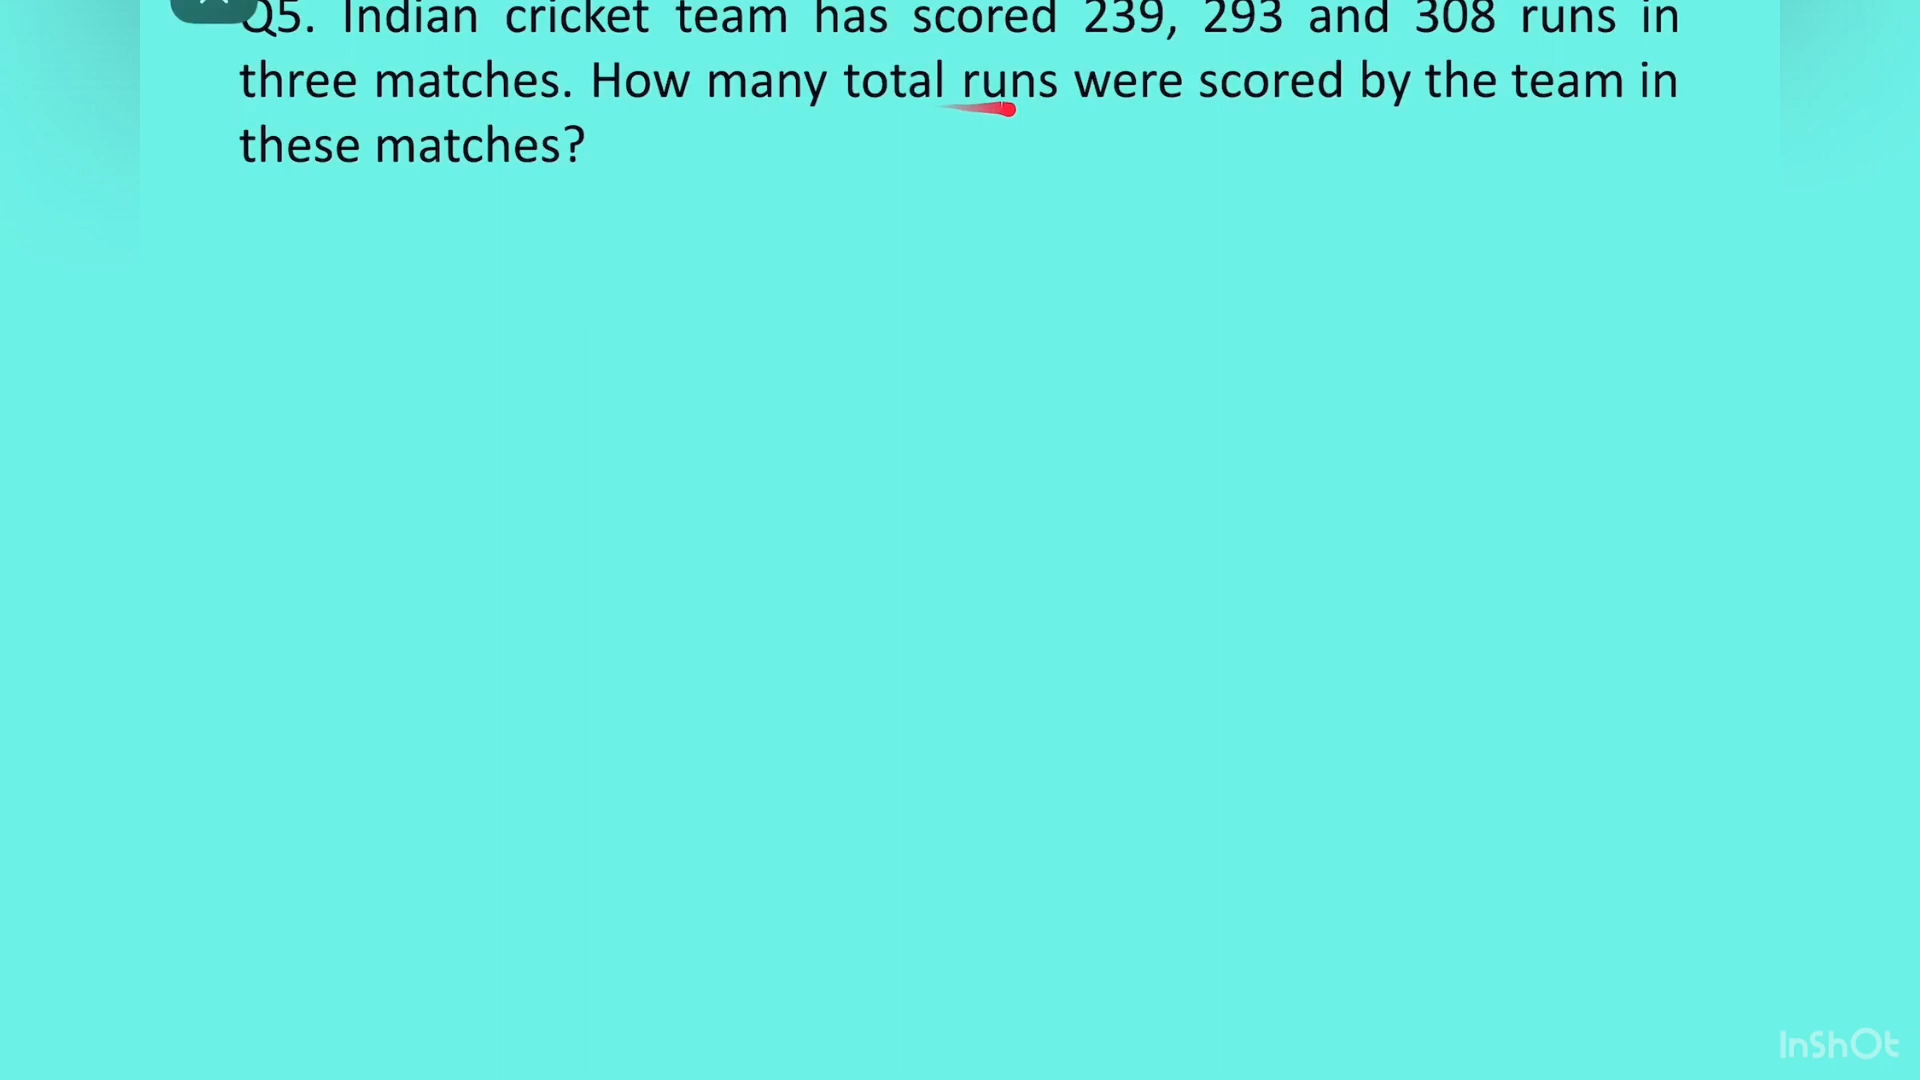 Q5. Indian cricket team has scored 239, 293 and 308 runs in
three matches. How many total runs were scored by the team in
these matches?
InShOt